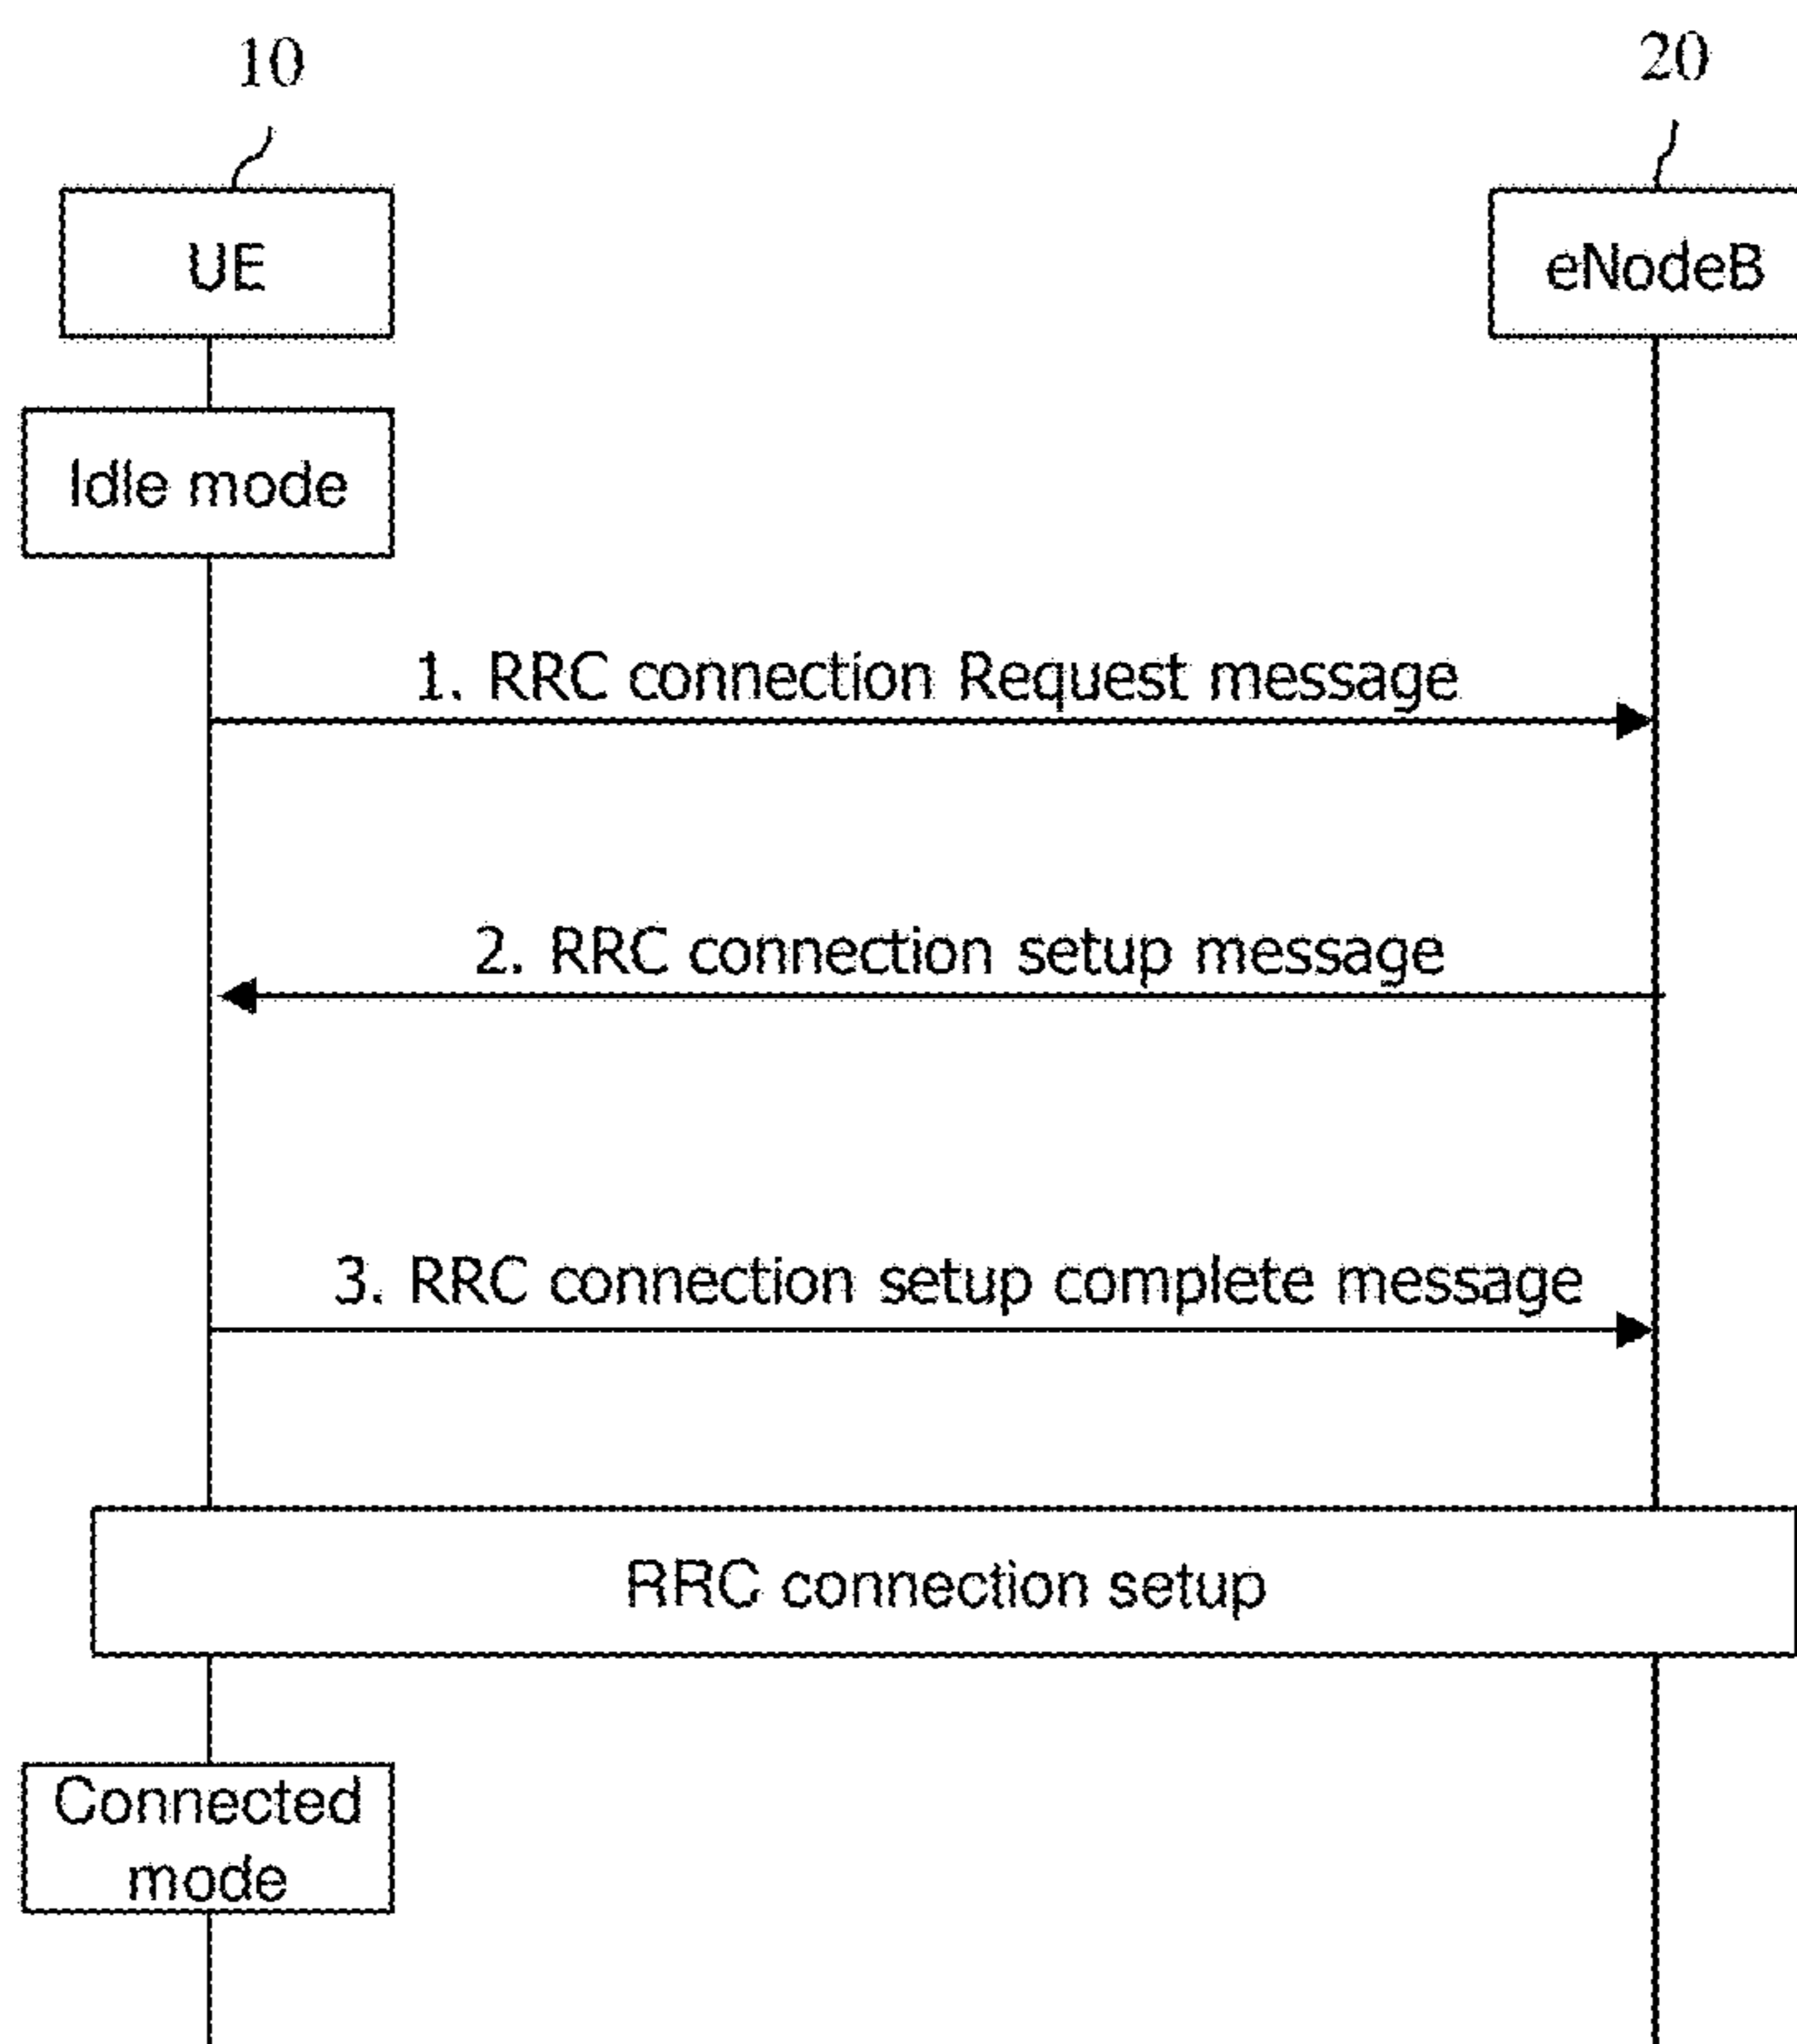 10
20
UE
eNodeB
Idle mode
1. RRC connection Request message
2. RRC connection setup message
3. RRC connection setup complete message
RRC connection setup
Connected
mode